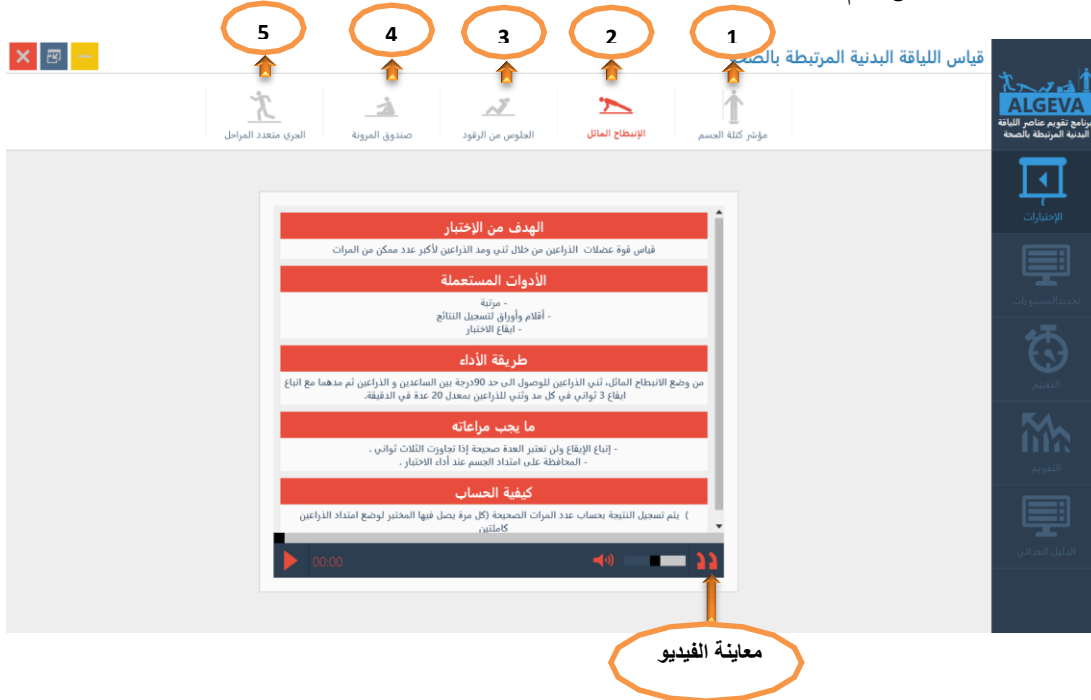 5
4
3
2
1
قياس اللياقة البدنية المرتبطة بالصحة
مؤشر كتلة الجسم
الإنبطاح المائل
الجلوس من الرقود
صندوق المرونة
الجري متعدد المراحل
ALGEVA
برنامج تقويم عناصر اللياقة
البدنية المرتبطة بالصحة
الإختبارات
تحديدالمستويات
التقييم
التقويم
الدليل الغذائي
الهدف من الإختبار
قياس قوة عضلات الذراعين من خلال ثني ومد الذراعين لأكبر عدد ممكن من المرات
الأدوات المستعملة
- مرتبة
- أقلام وأوراق لتسجيل النتائج
- ايقاع الاختبار
طريقة الأداء
من وضع الانبطاح المائل، ثني الذراعين للوصول الى حد 90درجة بين الساعدين و الذراعين ثم مدهما مع اتباع
ايقاع 3 ثواني في كل مد وثني للذراعين بمعدل 20 عدة في الدقيقة.
ما يجب مراعاته
- إتباع الإيقاع ولن تعتبر العدة صحيحة إذا تجاوزت الثلاث ثواني .
- المحافظة على امتداد الجسم عند أداء الاختبار .
كيفية الحساب
) يتم تسجيل النتيجة بحساب عدد المرات الصحيحة (كل مرة يصل فيها المختبر لوضع امتداد الذراعين
كاملتين
00:00
معاينة الفيديو